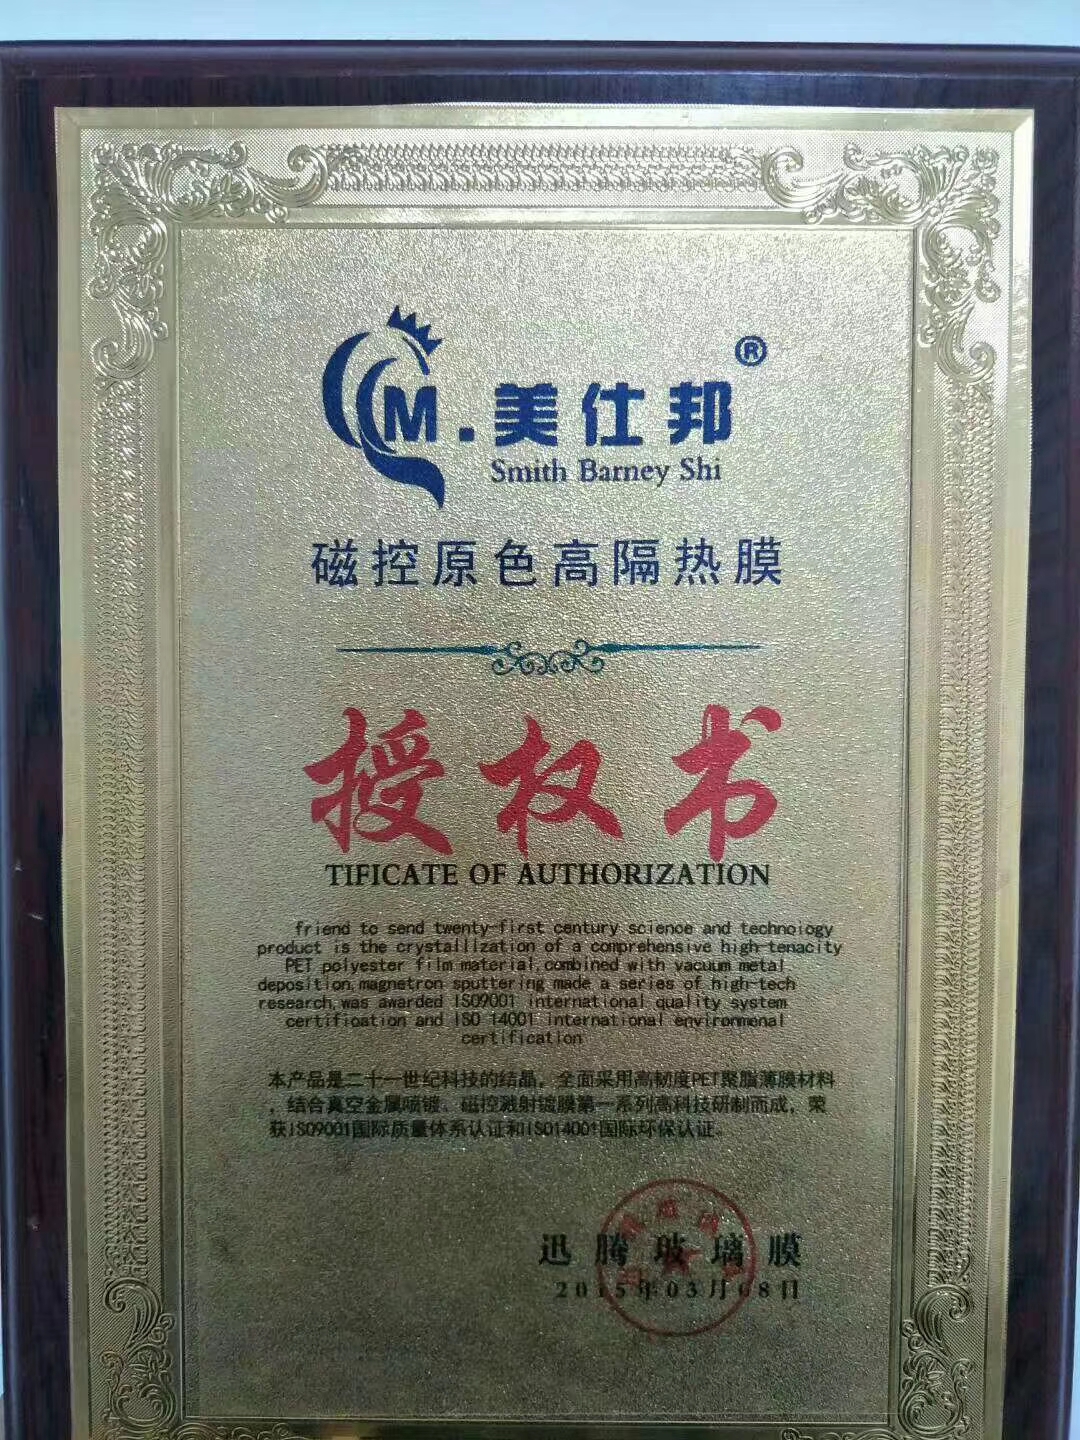 M.美仕邦®
Smith Barney Shi
磁控原色高隔热膜
授权书
TIFICATE OF AUTHORIZATION
friend to send twenty-first century science and technology
product is the crystallization of a comprehensive high-tenacity
PET polyester film material,combined with vacuum metal
deposition,magnetron sputtering made a series of high-tech
research,was awarded ISO9001 international quality system
certification and ISO 14001 international environmenal
certification
本产品是二十一世纪科技的结晶，全面采用高韧度PET聚脂薄膜材料
，结合真空金属喷镀、磁控溅射镀膜第一系列高科技研制而成，荣
获ISO9001国际质量体系认证和ISO14001国际环保认证。
迅腾玻璃膜
2015年03月08日